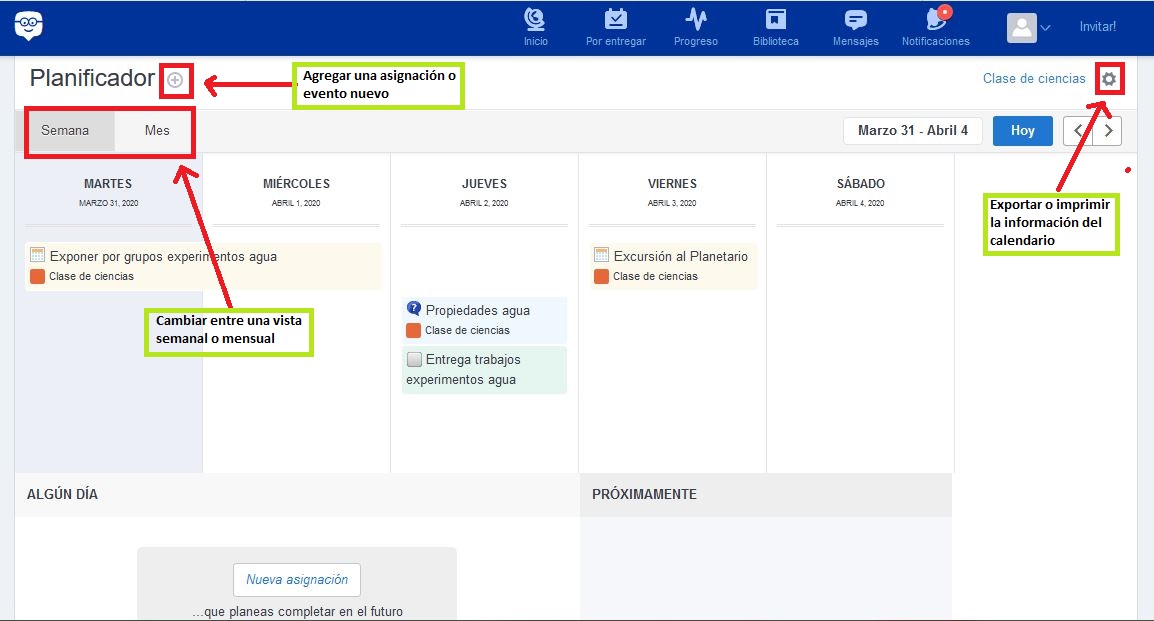 Inicio
Por entregar
Progreso
Biblioteca
Mensajes
Notificaciones
Invitar!
Planificador
Agregar una asignación o
evento nuevo
Clase de ciencias
Semana
Mes
Marzo 31 - Abril 4
Hoy
MARTES
MARZO 31, 2020
MIÉRCOLES
ABRIL 1, 2020
JUEVES
ABRIL 2, 2020
VIERNES
ABRIL 3, 2020
SÁBADO
ABRIL 4, 2020
Exportar o imprimir
la información del
calendario
Exponer por grupos experimentos agua
Clase de ciencias
Excursión al Planetario
Clase de ciencias
Propiedades agua
Clase de ciencias
Entrega trabajos
experimentos agua
Cambiar entre una vista
semanal o mensual
ALGÚN DÍA
PRÓXIMAMENTE
Nueva asignación
...que planeas completar en el futuro